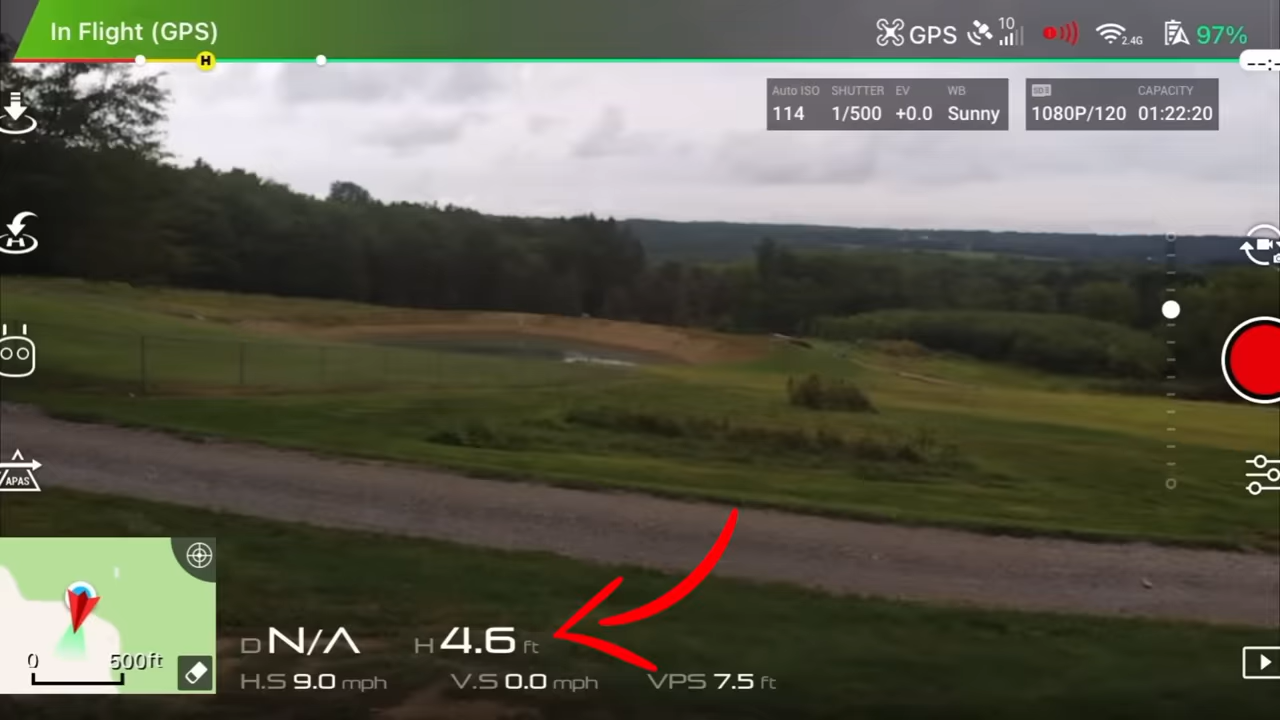 In Flight (GPS)
GPS 10 2.4G 97%
H
--:-
Auto ISO SHUTTER EV WB
114 1/500 +0.0 Sunny
CAPACITY
1080P/120 01:22:20
H
APAS
0 500ft
D N/A H 4.6 ft
H.S 9.0 mph V.S 0.0 mph VPS 7.5 ft